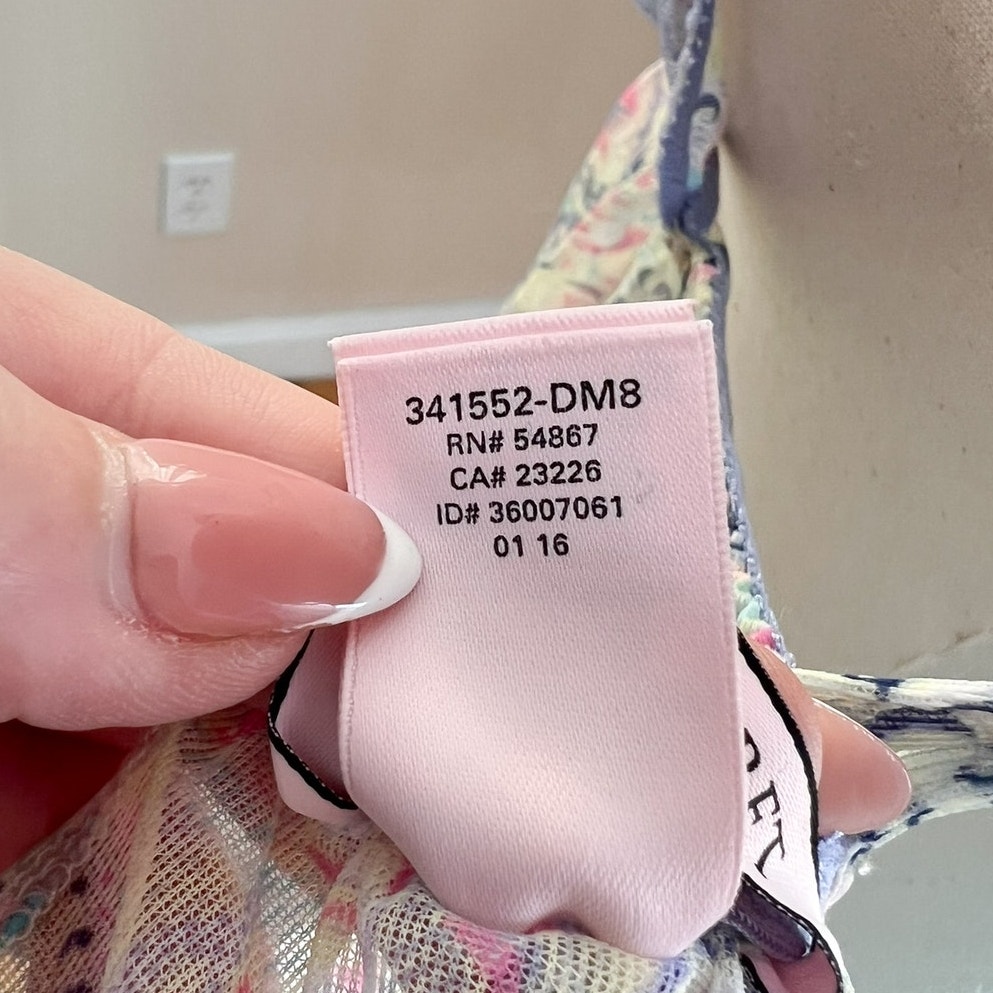 341552-DM8
RN# 54867
CA# 23226
ID# 36007061
01 16